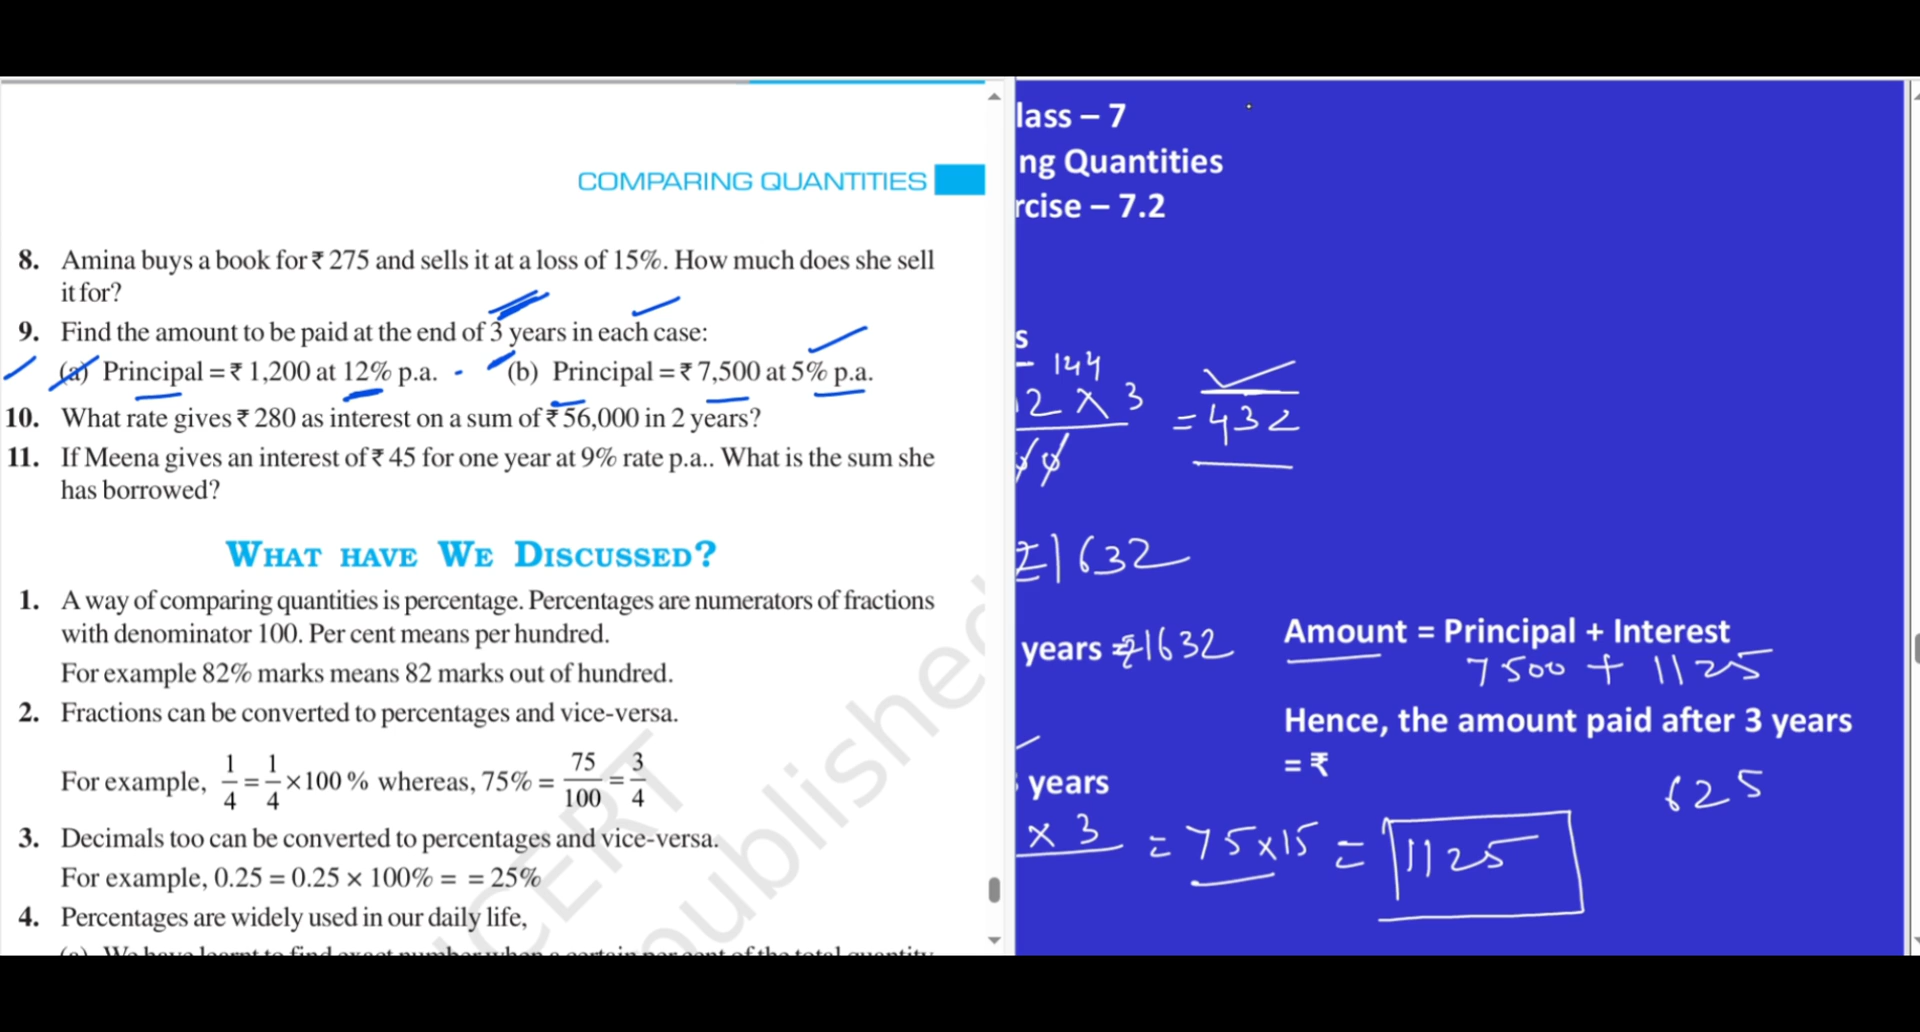 COMPARING QUANTITIES
8. Amina buys a book for ₹ 275 and sells it at a loss of 15%. How much does she sell
it for?
9. Find the amount to be paid at the end of 3 years in each case:
(a) Principal = ₹ 1,200 at 12% p.a. (b) Principal = ₹ 7,500 at 5% p.a.
10. What rate gives ₹ 280 as interest on a sum of ₹ 56,000 in 2 years?
11. If Meena gives an interest of ₹ 45 for one year at 9% rate p.a.. What is the sum she
has borrowed?
WHAT HAVE WE DISCUSSED?
1. A way of comparing quantities is percentage. Percentages are numerators of fractions
with denominator 100. Per cent means per hundred.
For example 82% marks means 82 marks out of hundred.
2. Fractions can be converted to percentages and vice-versa.
For example, 1/4 = 1/4 × 100 % whereas, 75% = 75/100 = 3/4
3. Decimals too can be converted to percentages and vice-versa.
For example, 0.25 = 0.25 × 100% = = 25%
4. Percentages are widely used in our daily life,
lass – 7
ng Quantities
rcise – 7.2
s
144
2 × 3 = 432
₹1632
years = ₹1632
years
× 3 = 75×15 = 1125
Amount = Principal + Interest
7500 + 1125
Hence, the amount paid after 3 years
= ₹
625